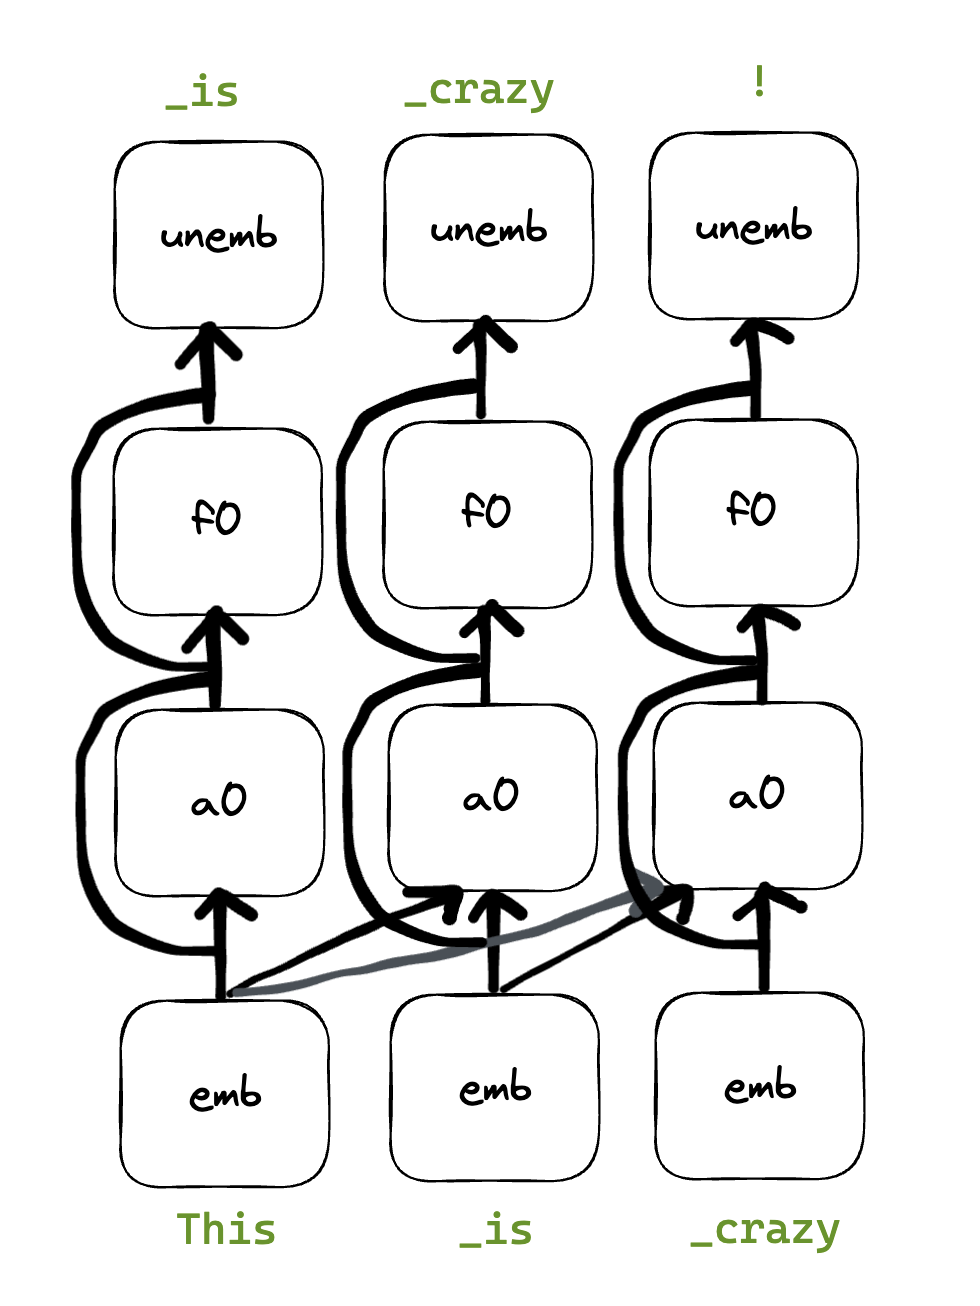 _is _crazy !
unemb unemb unemb
f0 f0 f0
a0 a0 a0
emb emb emb
This _is _crazy